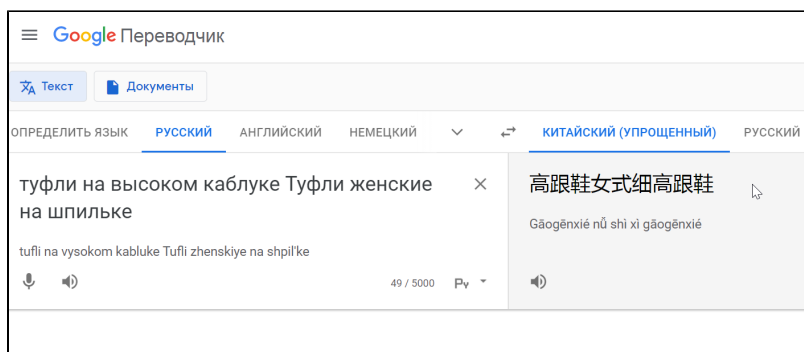 Google Переводчик
Текст
Документы
ОПРЕДЕЛИТЬ ЯЗЫК РУССКИЙ АНГЛИЙСКИЙ НЕМЕЦКИЙ КИТАЙСКИЙ (УПРОЩЕННЫЙ) РУССКИЙ
туфли на высоком каблуке Туфли женские
на шпильке
tufli na vysokom kabluke Tufli zhenskiye na shpil'ke
49 / 5000
Ру
高跟鞋女式细高跟鞋
Gāogēnxié nǚ shì xì gāogēnxié